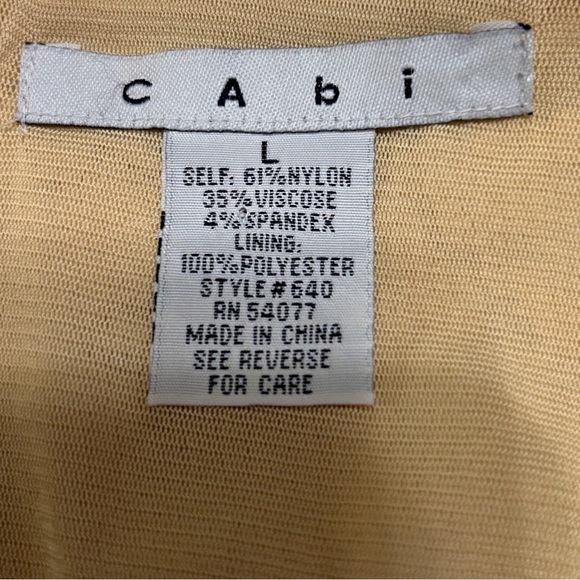 CAbi
L
SELF: 61%NYLON
35%VISCOSE
4%SPANDEX
LINING:
100%POLYESTER
STYLE#640
RN 54077
MADE IN CHINA
SEE REVERSE
FOR CARE